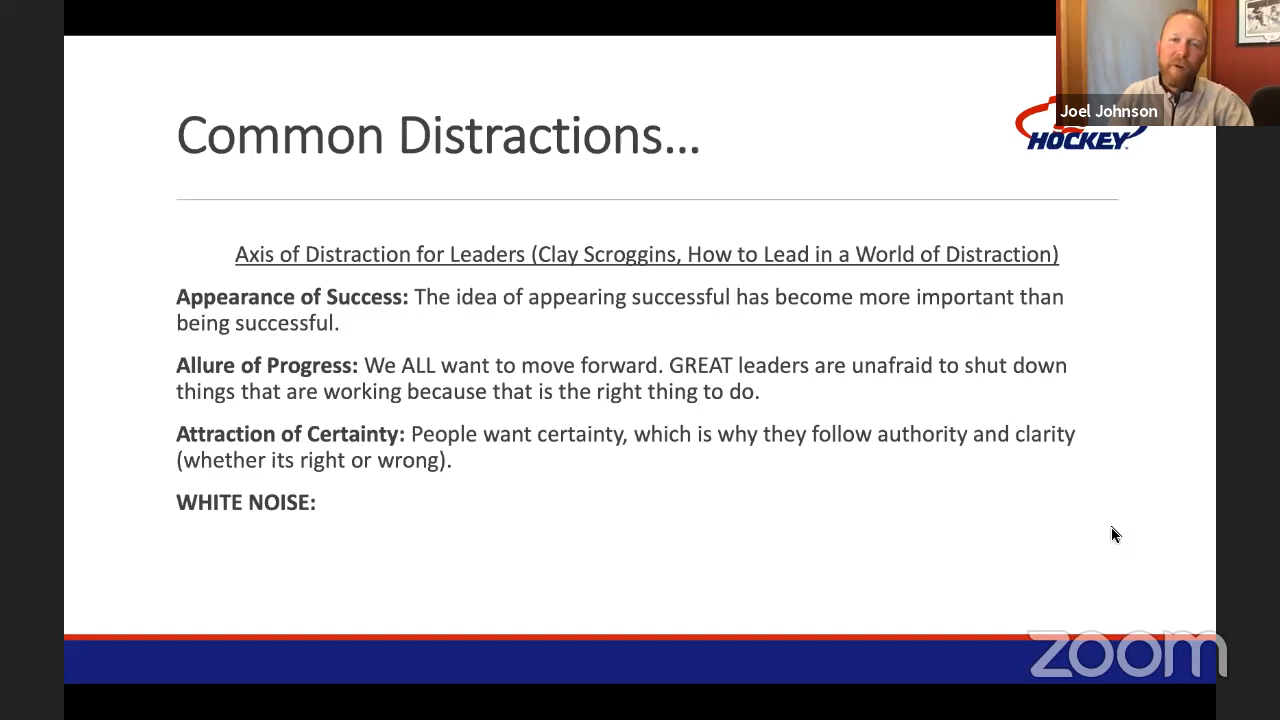 Joel Johnson
Common Distractions...
HOCKEY
Axis of Distraction for Leaders (Clay Scroggins, How to Lead in a World of Distraction)
Appearance of Success: The idea of appearing successful has become more important than
being successful.
Allure of Progress: We ALL want to move forward. GREAT leaders are unafraid to shut down
things that are working because that is the right thing to do.
Attraction of Certainty: People want certainty, which is why they follow authority and clarity
(whether its right or wrong).
WHITE NOISE:
zoom